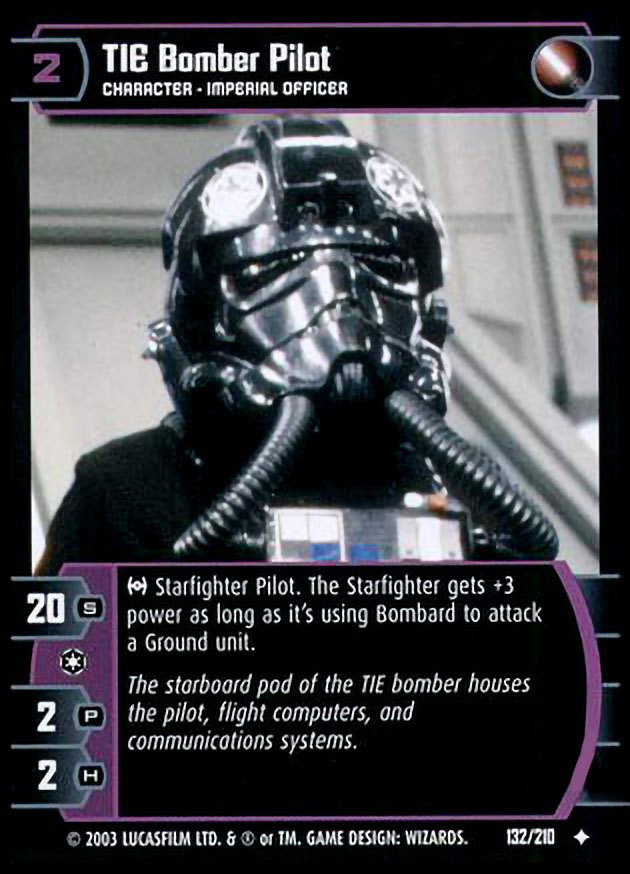 2
TIE Bomber Pilot
CHARACTER - IMPERIAL OFFICER
20 S
2 P
2 H
Starfighter Pilot. The Starfighter gets +3
power as long as it's using Bombard to attack
a Ground unit.
The starboard pod of the TIE bomber houses
the pilot, flight computers, and
communications systems.
© 2003 LUCASFILM LTD. & ® or TM. GAME DESIGN: WIZARDS. 132/210